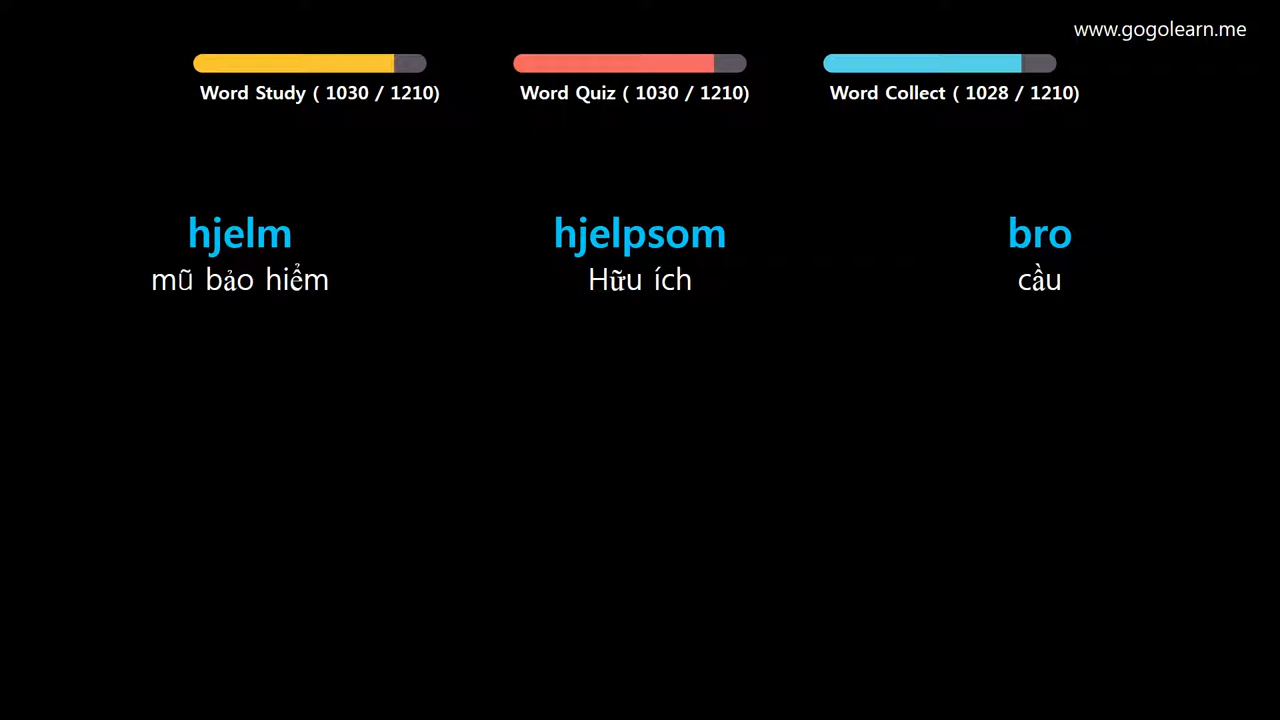 www.gogolearn.me
Word Study ( 1030 / 1210)
Word Quiz ( 1030 / 1210)
Word Collect ( 1028 / 1210)
hjelm
mũ bảo hiểm
hjelpsom
Hữu ích
bro
cầu